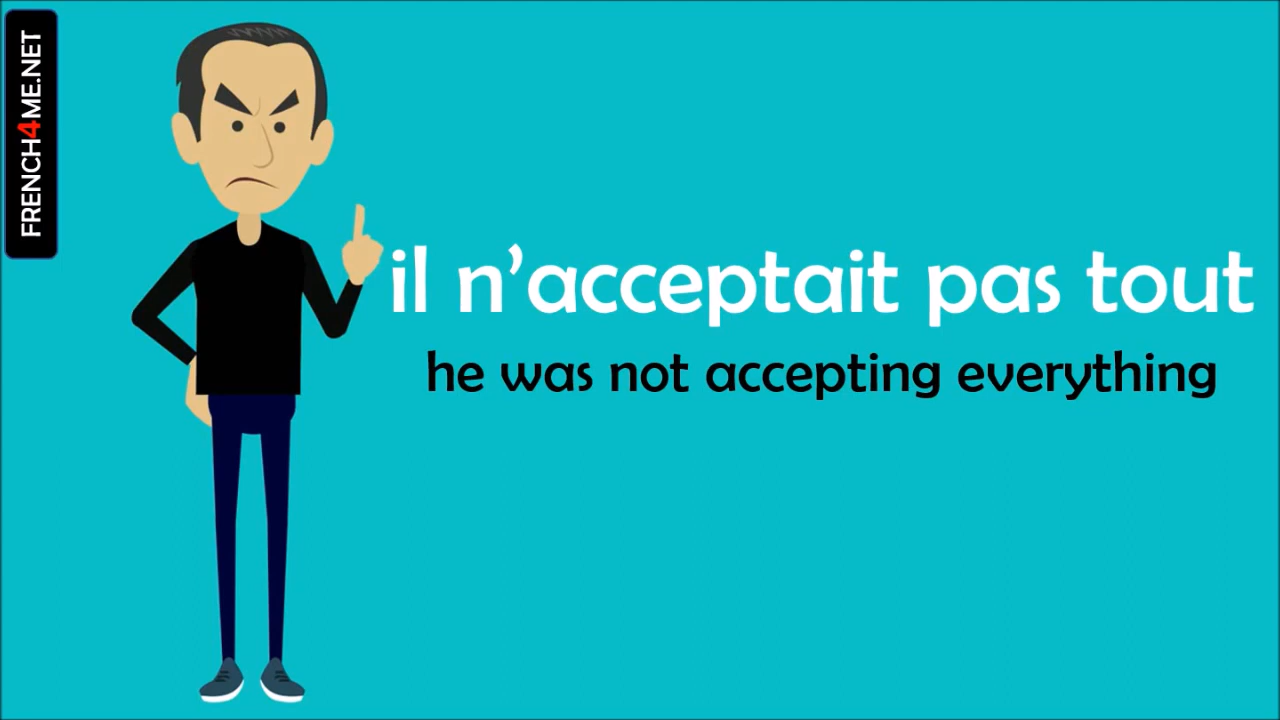 FRENCH4ME.NET
il n’acceptait pas tout
he was not accepting everything